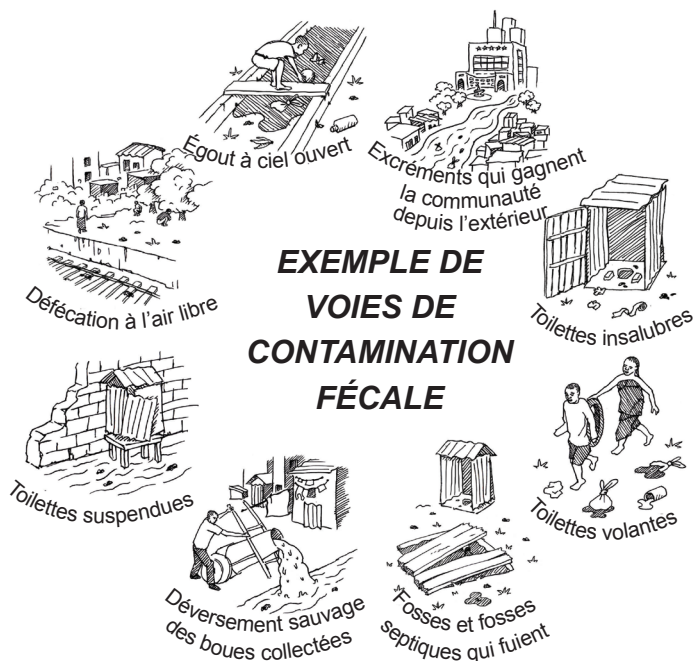 EXEMPLE DE
VOIES DE
CONTAMINATION
FÉCALE
Égout à ciel ouvert
Excréments qui gagnent
la communauté
depuis l'extérieur
Toilettes insalubres
Toilettes volantes
Fosses et fosses
septiques qui fuient
Déversement sauvage
des boues collectées
Toilettes suspendues
Défécation à l'air libre